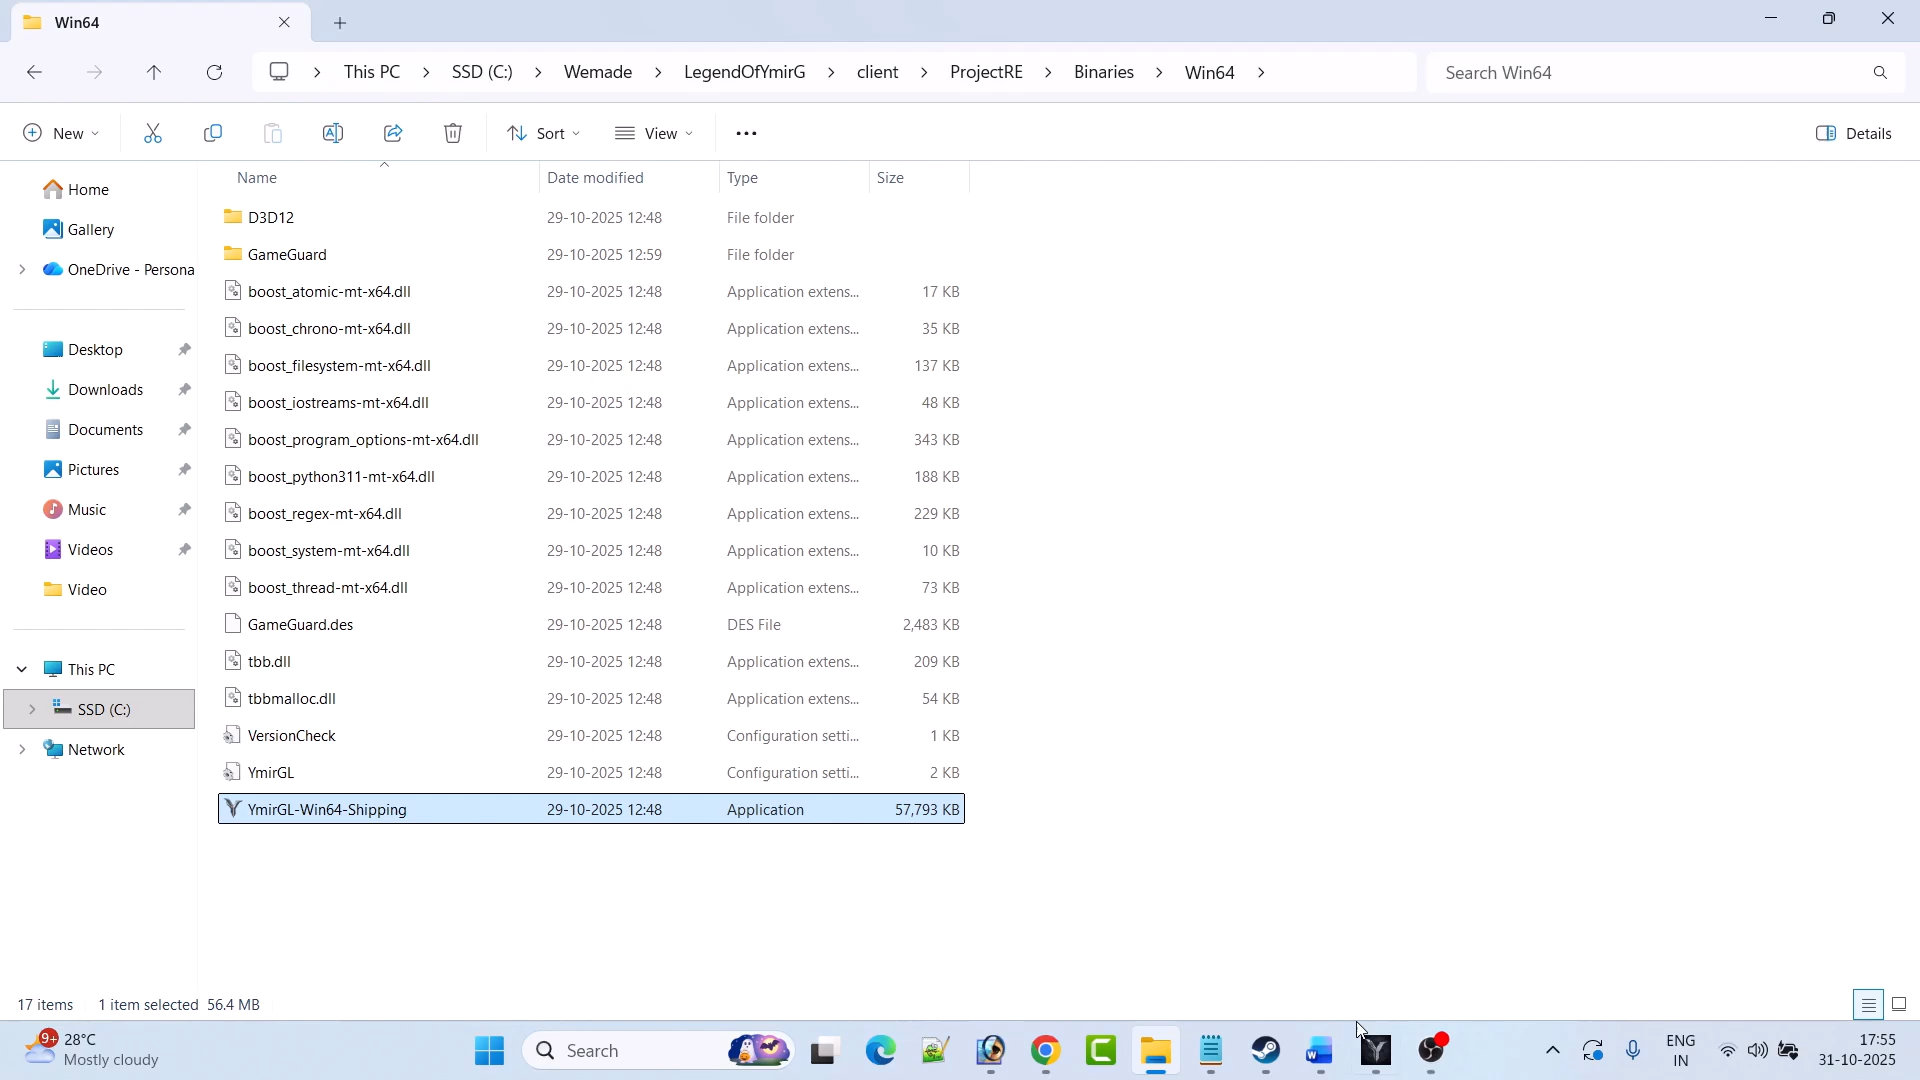 Win64
This PC > SSD (C:) > Wemade > LegendOfYmirG > client > ProjectRE > Binaries > Win64 >
Search Win64
New
Sort
View
Details
Name Date modified Type Size
Home
Gallery
OneDrive - Persona
Desktop
Downloads
Documents
Pictures
Music
Videos
Video
This PC
SSD (C:)
Network
D3D12 29-10-2025 12:48 File folder
GameGuard 29-10-2025 12:59 File folder
boost_atomic-mt-x64.dll 29-10-2025 12:48 Application extens... 17 KB
boost_chrono-mt-x64.dll 29-10-2025 12:48 Application extens... 35 KB
boost_filesystem-mt-x64.dll 29-10-2025 12:48 Application extens... 137 KB
boost_iostreams-mt-x64.dll 29-10-2025 12:48 Application extens... 48 KB
boost_program_options-mt-x64.dll 29-10-2025 12:48 Application extens... 343 KB
boost_python311-mt-x64.dll 29-10-2025 12:48 Application extens... 188 KB
boost_regex-mt-x64.dll 29-10-2025 12:48 Application extens... 229 KB
boost_system-mt-x64.dll 29-10-2025 12:48 Application extens... 10 KB
boost_thread-mt-x64.dll 29-10-2025 12:48 Application extens... 73 KB
GameGuard.des 29-10-2025 12:48 DES File 2,483 KB
tbb.dll 29-10-2025 12:48 Application extens... 209 KB
tbbmalloc.dll 29-10-2025 12:48 Application extens... 54 KB
VersionCheck 29-10-2025 12:48 Configuration setti... 1 KB
YmirGL 29-10-2025 12:48 Configuration setti... 2 KB
YmirGL-Win64-Shipping 29-10-2025 12:48 Application 57,793 KB
17 items 1 item selected 56.4 MB
9+ 28°C
Mostly cloudy
Search
ENG
IN
17:55
31-10-2025